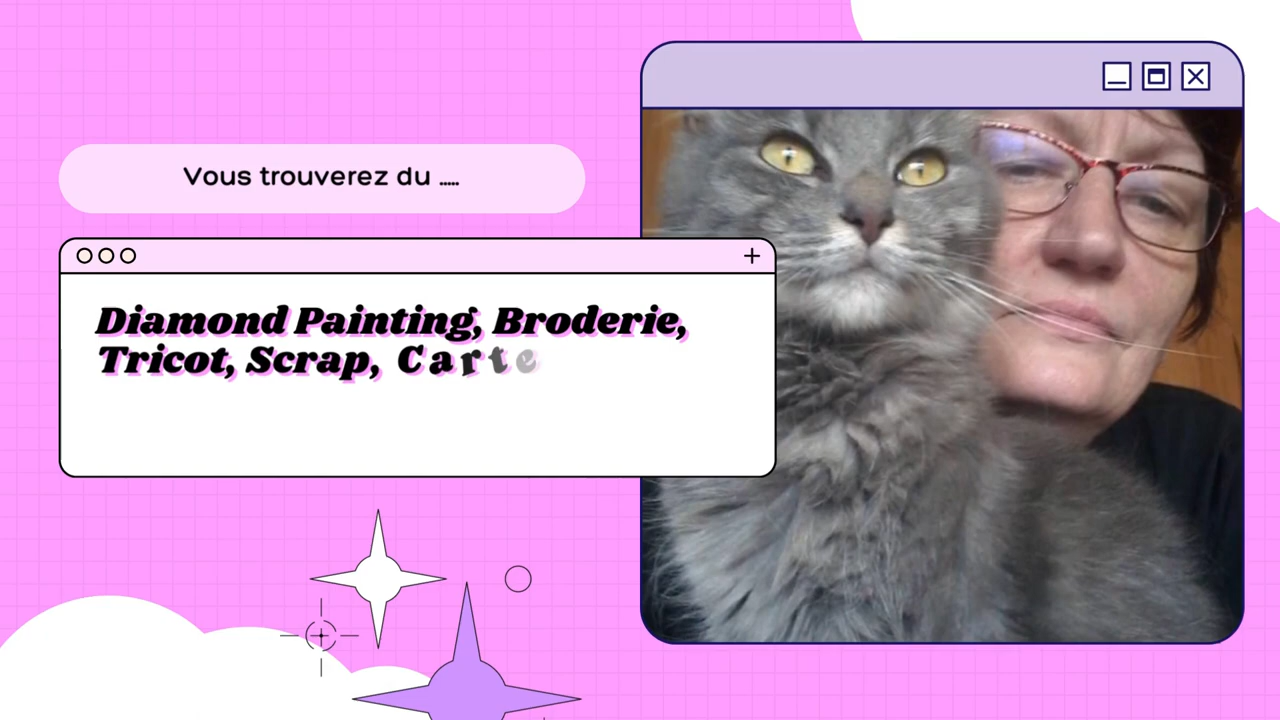 Vous trouverez du .....
Diamond Painting, Broderie,
Tricot, Scrap, Carte